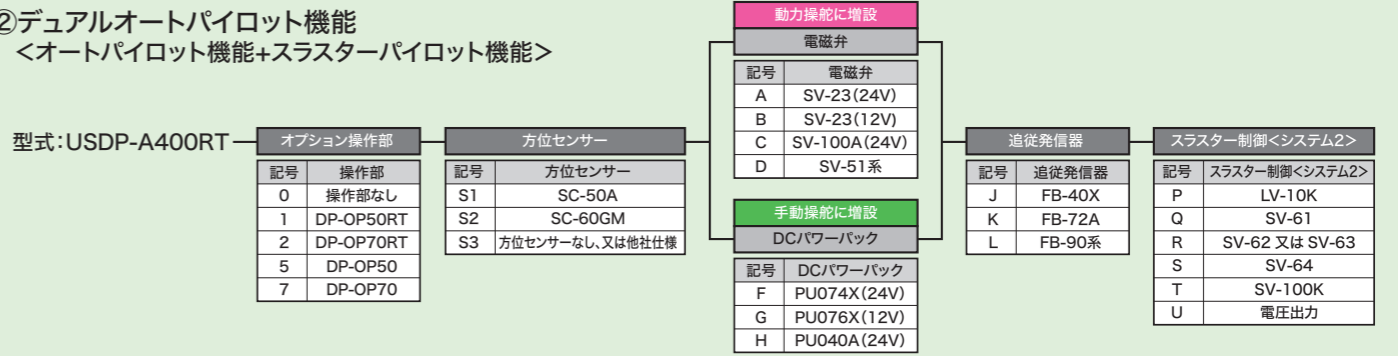 ②デュアルオートパイロット機能
<オートパイロット機能+スラスターパイロット機能>
型式:USDP-A400RT
オプション操作部
記号 操作部
0 操作部なし
1 DP-OP50RT
2 DP-OP70RT
5 DP-OP50
7 DP-OP70
方位センサー
記号 方位センサー
S1 SC-50A
S2 SC-60GM
S3 方位センサーなし、又は他社仕様
動力操舵に増設
電磁弁
記号 電磁弁
A SV-23(24V)
B SV-23(12V)
C SV-100A(24V)
D SV-51系
手動操舵に増設
DCパワーパック
記号 DCパワーパック
F PU074X(24V)
G PU076X(12V)
H PU040A(24V)
追従発信器
記号 追従発信器
J FB-40X
K FB-72A
L FB-90系
スラスター制御<システム2>
記号 スラスター制御<システム2>
P LV-10K
Q SV-61
R SV-62 又は SV-63
S SV-64
T SV-100K
U 電圧出力